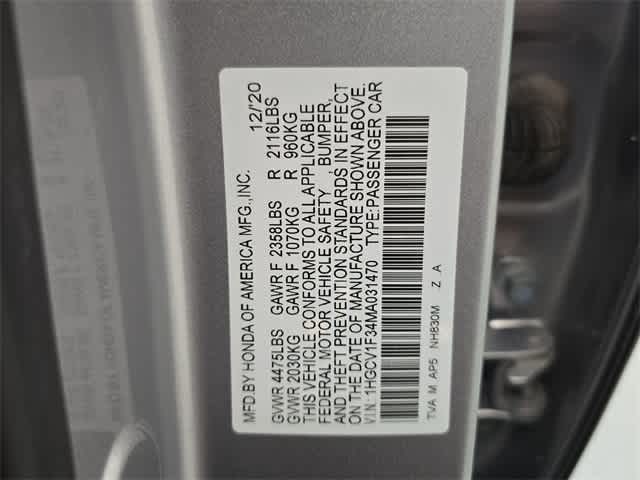 MFD.BY HONDA OF AMERICA MFG.,INC. 12/'20
GVWR 4475LBS GAWR F 2358LBS R 2116LBS
GVWR 2030KG GAWR F 1070KG R 960KG
THIS VEHICLE CONFORMS TO ALL APPLICABLE
FEDERAL MOTOR VEHICLE SAFETY , BUMPER,
AND THEFT PREVENTION STANDARDS IN EFFECT
ON THE DATE OF MANUFACTURE SHOWN ABOVE.
V.I.N.:1HGCV1F34MA031470 TYPE:PASSENGER CAR
TVA M AP5 NH830M Z A